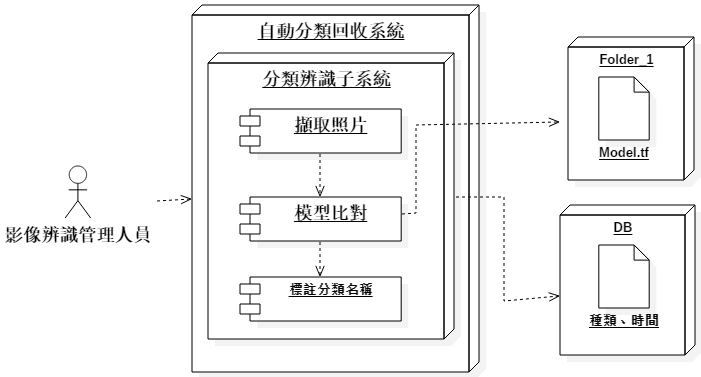 自動分類回收系統
分類辨識子系統
擷取照片
模型比對
標註分類名稱
影像辨識管理人員
Folder_1
Model.tf
DB
種類、時間